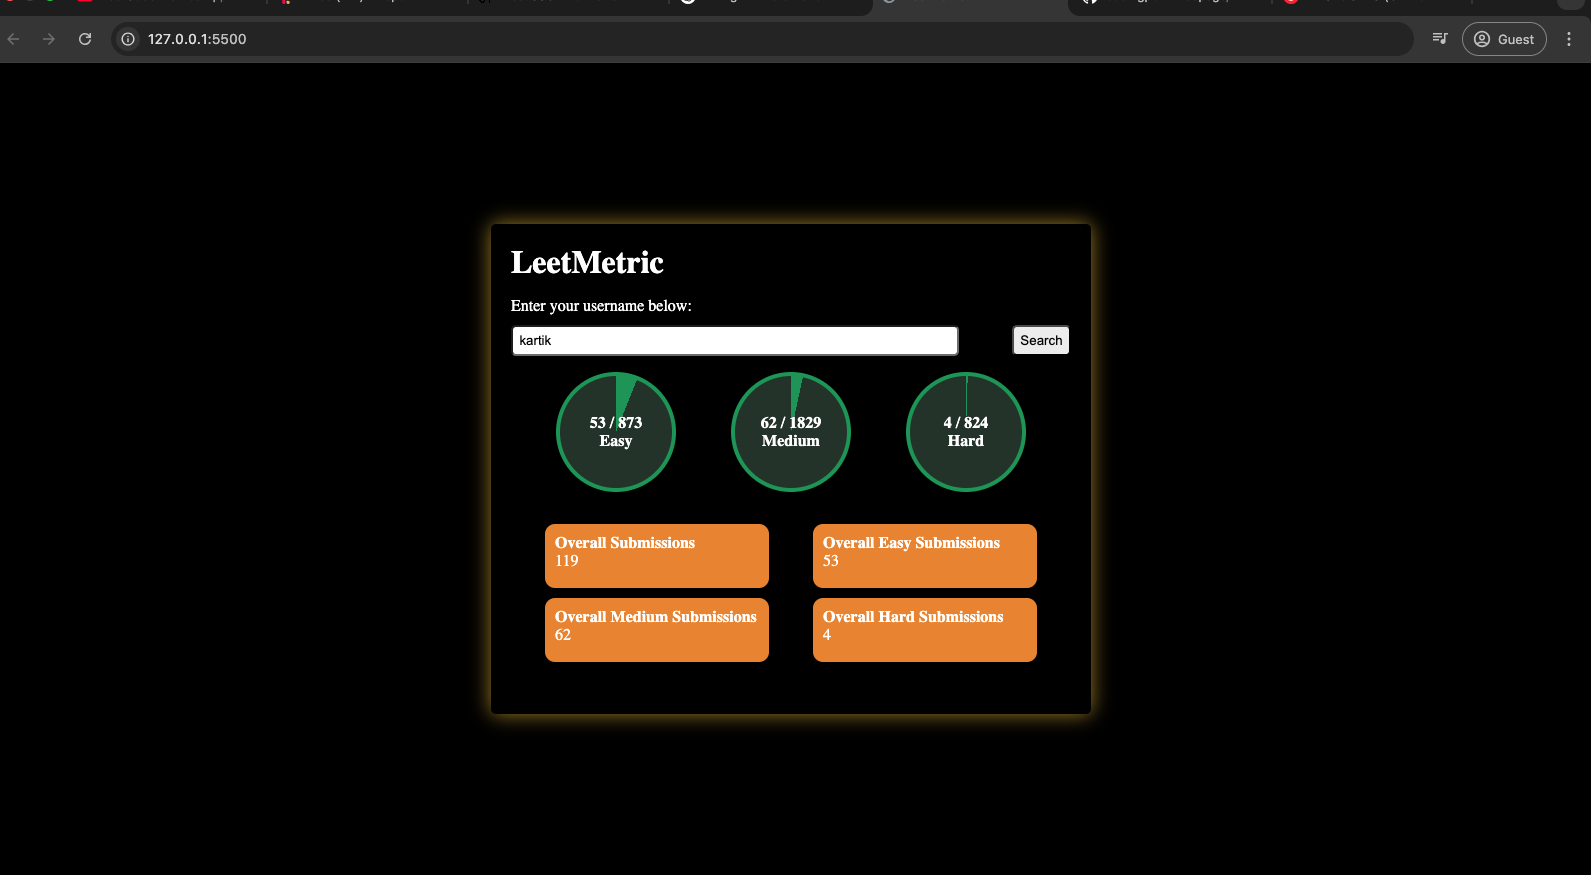 127.0.0.1:5500
Guest
LeetMetric
Enter your username below:
kartik
Search
53 / 873
Easy
62 / 1829
Medium
4 / 824
Hard
Overall Submissions
119
Overall Easy Submissions
53
Overall Medium Submissions
62
Overall Hard Submissions
4